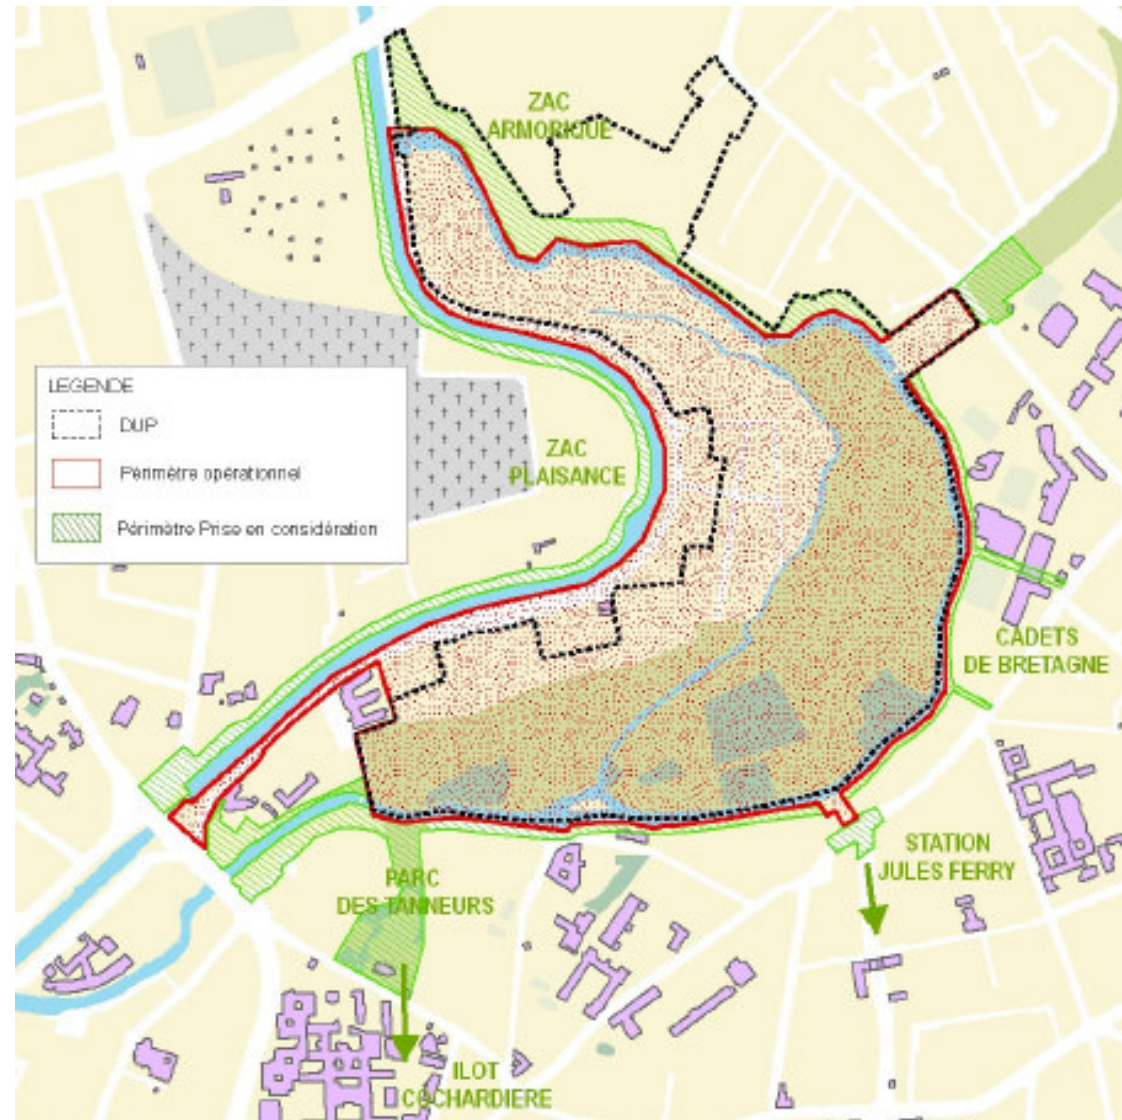 ZAC
ARMORIQUE
LEGENDE
DUP
Périmètre opérationnel
Périmètre Prise en considération
ZAC
PLAISANCE
CADETS
DE BRETAGNE
STATION
JULES FERRY
PARC
DES TANNEURS
ILOT
COCHARDIERE